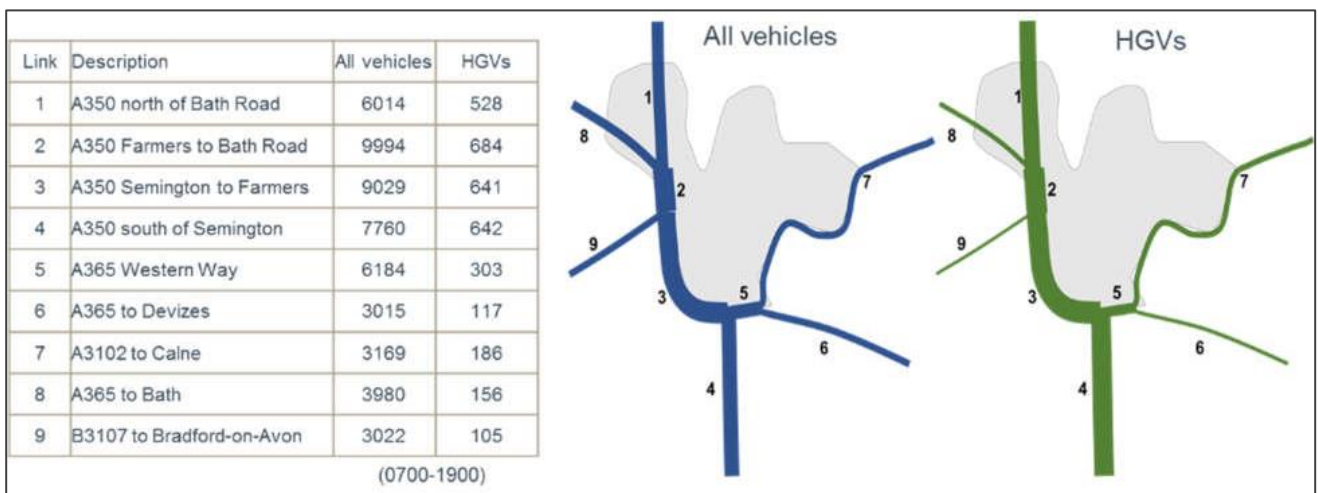 Link Description All vehicles HGVs
1 A350 north of Bath Road 6014 528
2 A350 Farmers to Bath Road 9994 684
3 A350 Semington to Farmers 9029 641
4 A350 south of Semington 7760 642
5 A365 Western Way 6184 303
6 A365 to Devizes 3015 117
7 A3102 to Calne 3169 186
8 A365 to Bath 3980 156
9 B3107 to Bradford-on-Avon 3022 105
(0700-1900)
All vehicles
1
8
7
2
9
3
5
6
4
HGVs
1
8
7
2
9
3
5
6
4